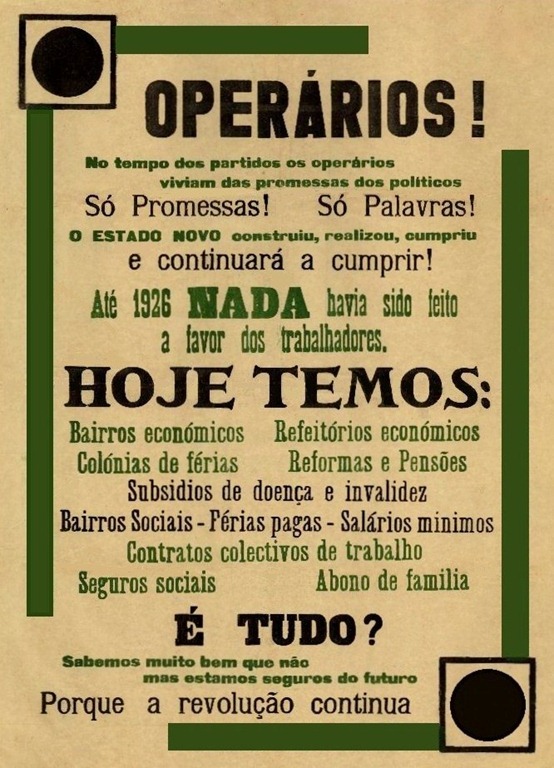 OPERÁRIOS!
No tempo dos partidos os operários
viviam das promessas dos políticos
Só Promessas! Só Palavras!
O ESTADO NOVO construiu, realizou, cumpriu
e continuará a cumprir!
Até 1926 NADA havia sido feito
a favor dos trabalhadores.
HOJE TEMOS:
Bairros económicos Refeitórios económicos
Colónias de férias Reformas e Pensões
Subsidios de doença e invalidez
Bairros Sociais - Férias pagas - Salários minimos
Contratos colectivos de trabalho
Seguros sociais Abono de familia
É TUDO?
Sabemos muito bem que não
mas estamos seguros do futuro
Porque a revolução continua